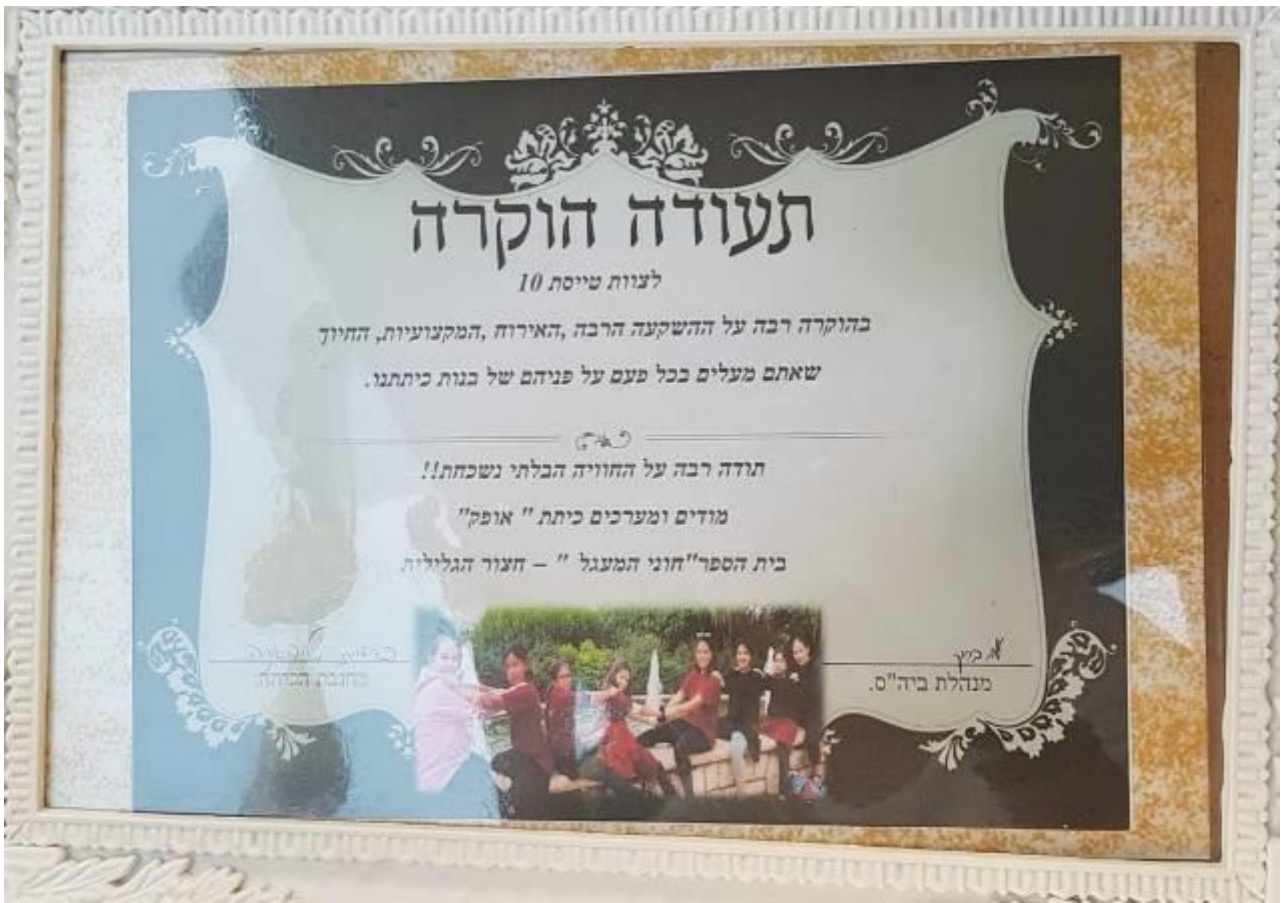 תעודה הוקרה
לצוות טייסת 10
בהוקרה רבה על ההשקעה הרבה ,האירוח ,המקצועיות, החיוך
שאתם מעלים בכל פעם על פניהם של בנות כיתתנו.
תודה רבה על החוויה הבלתי נשכחת!!
מודים ומערכים כיתת " אופק"
בית הספר"חוני המעגל " – חצור הגלילית
מנהלת ביה"ס.
מחנכת הכיתה